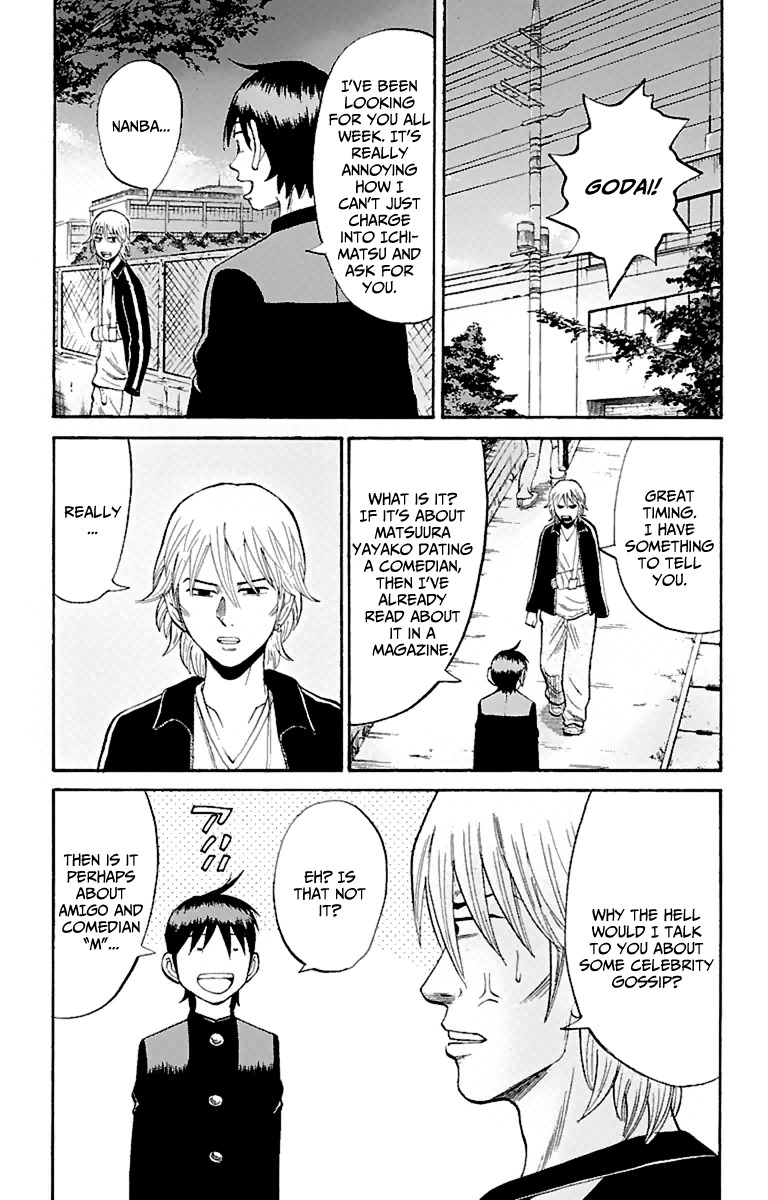 GODAI!
I'VE BEEN
LOOKING
FOR YOU ALL
WEEK. IT'S
REALLY
ANNOYING
HOW I
CAN'T JUST
CHARGE
INTO ICHI-
MATSU AND
ASK FOR
YOU.
NANBA...
GREAT
TIMING.
I HAVE
SOMETHING
TO TELL
YOU.
WHAT IS IT?
IF IT'S ABOUT
MATSUURA
YAYAKO DATING
A COMEDIAN,
THEN I'VE
ALREADY
READ ABOUT
IT IN A
MAGAZINE.
REALLY
...
WHY THE HELL
WOULD I TALK
TO YOU ABOUT
SOME CELEBRITY
GOSSIP?
EH? IS
THAT NOT
IT?
THEN IS IT
PERHAPS
ABOUT
AMIGO AND
COMEDIAN
"M"...